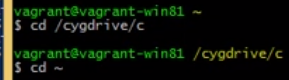 vagrant@vagrant-win81 ~
$ cd /cygdrive/c
vagrant@vagrant-win81 /cygdrive/c
$ cd ~